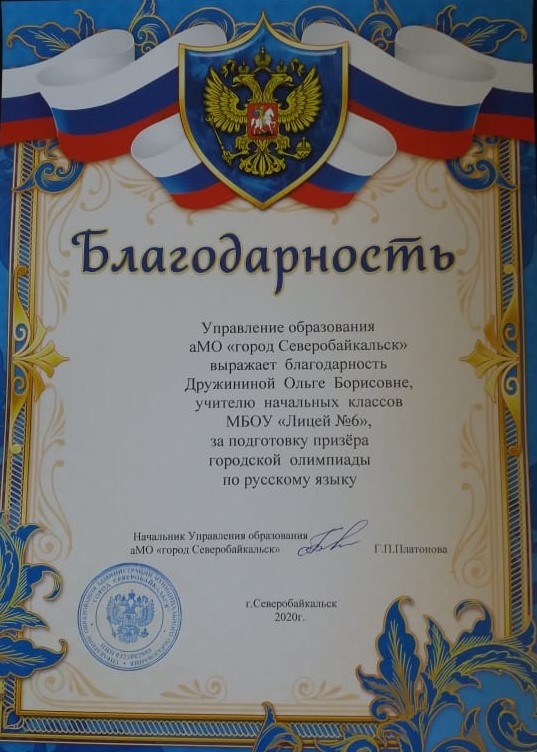 Благодарность
Управление образования
аМО «город Северобайкальск»
выражает благодарность
Дружининой Ольге Борисовне,
учителю начальных классов
МБОУ «Лицей №6»,
за подготовку призёра
городской олимпиады
по русскому языку
Начальник Управления образования
аМО «город Северобайкальск»
Г.П.Платонова
г.Северобайкальск
2020г.